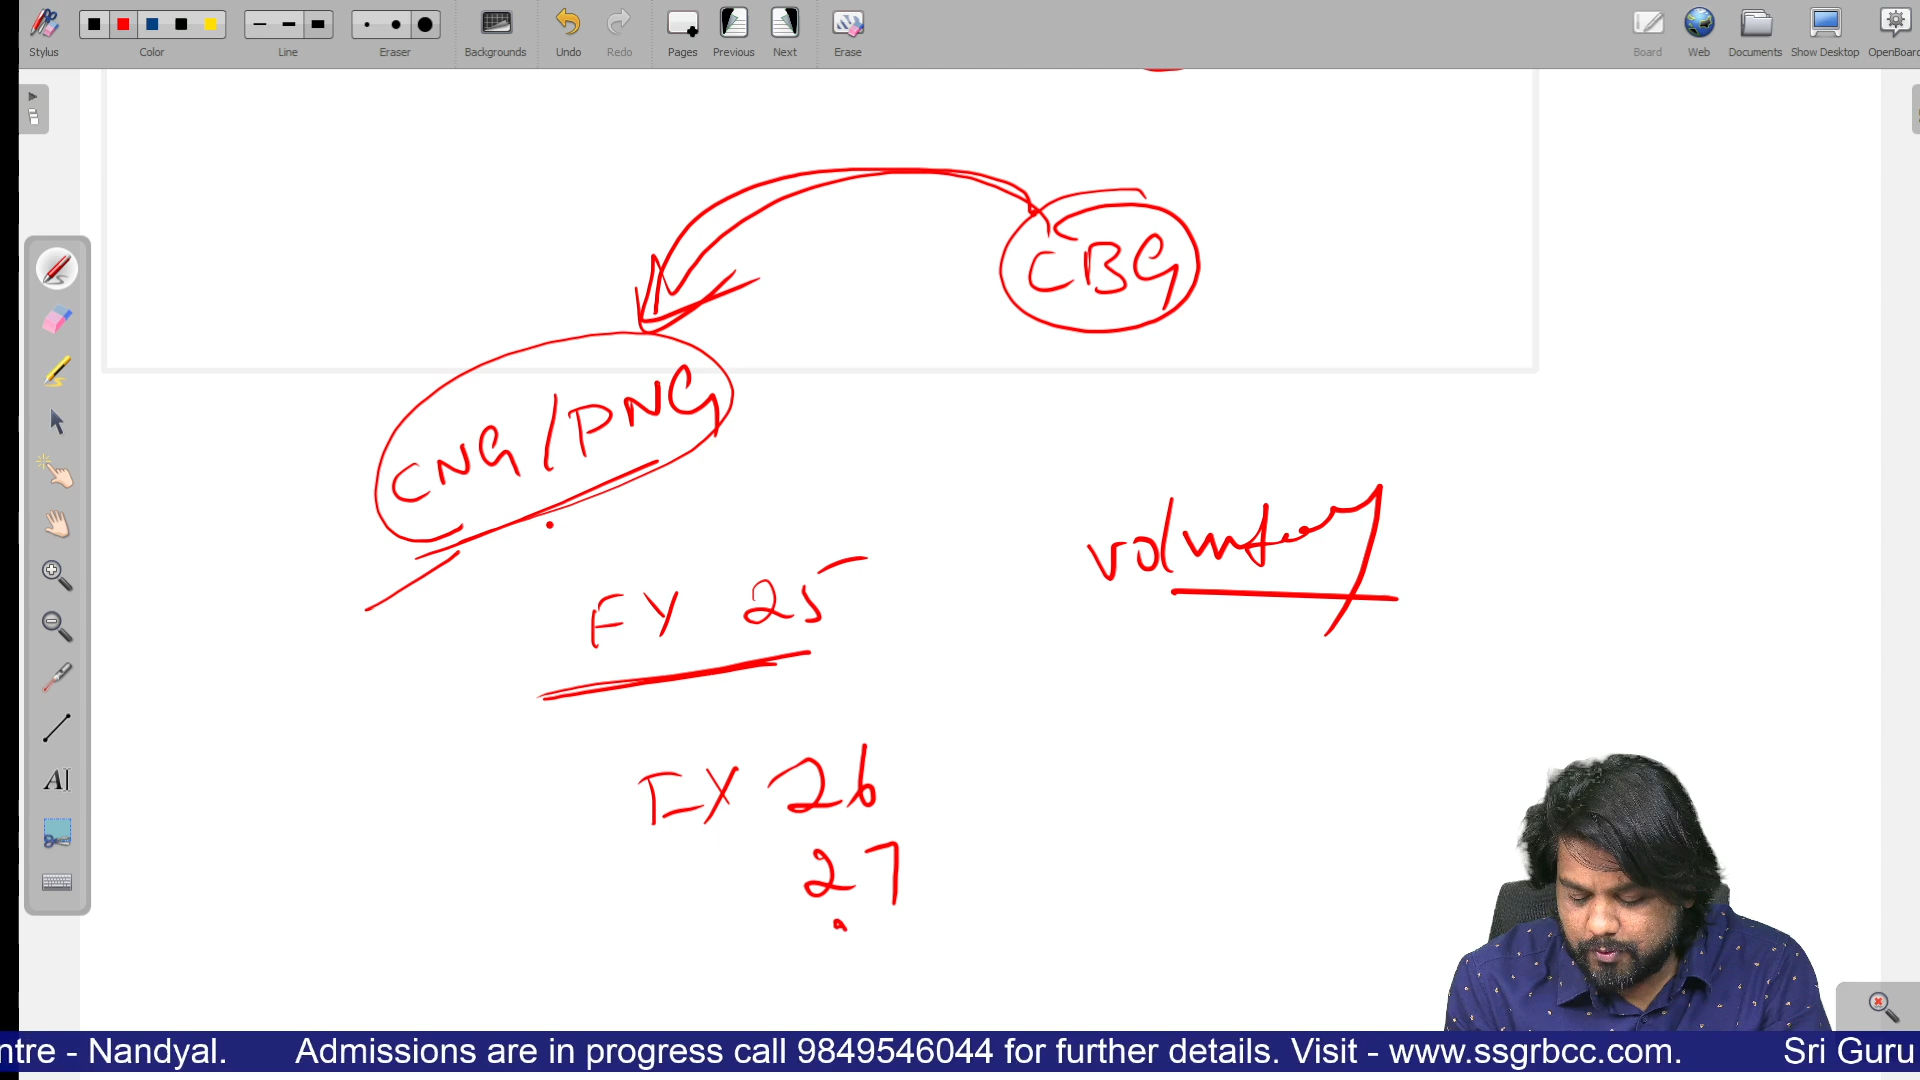 Stylus
Color
Line
Eraser
Backgrounds
Undo
Redo
Pages
Previous
Next
Erase
Board
Web
Documents
Show Desktop
OpenBoard
CBG
CNG/PNG
voluntary
FY 25
FY 26
27
AI
ntre - Nandyal. Admissions are in progress call 9849546044 for further details. Visit - www.ssgrbcc.com. Sri Guru